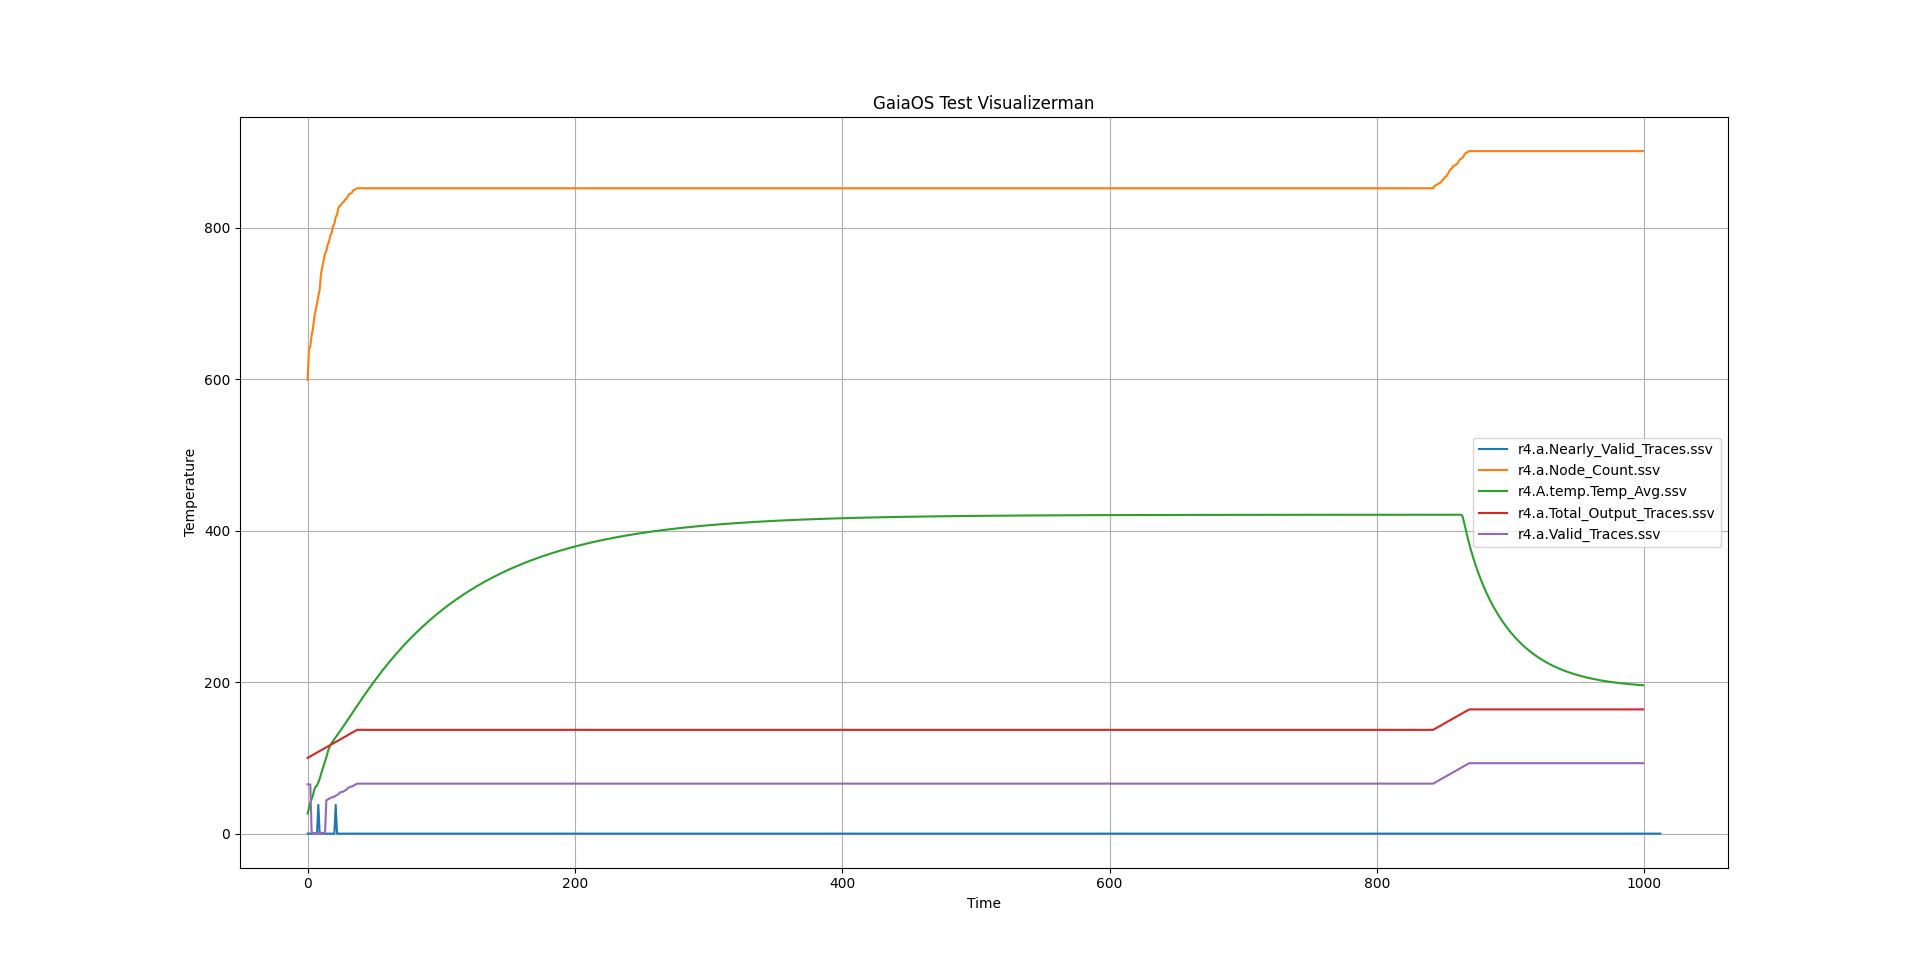 GaiaOS Test Visualizerman
Temperature
800
600
400
200
0
0 200 400 600 800 1000
Time
r4.a.Nearly_Valid_Traces.ssv
r4.a.Node_Count.ssv
r4.A.temp.Temp_Avg.ssv
r4.a.Total_Output_Traces.ssv
r4.a.Valid_Traces.ssv